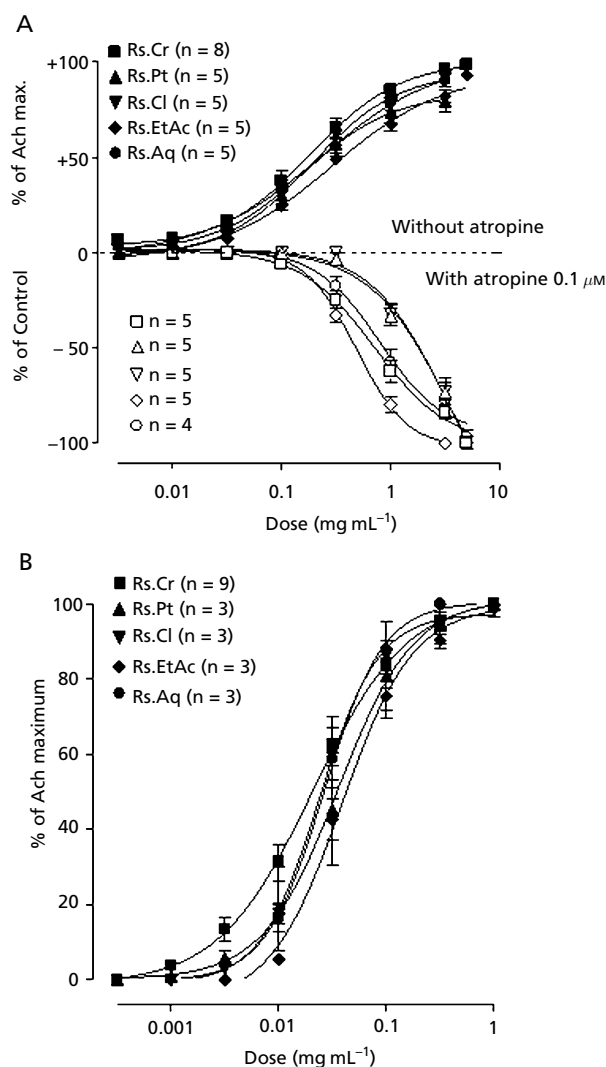 A
+100
+50
0
− 50
−100
% of Ach max.
% of Control
Rs.Cr (n = 8)
Rs.Pt (n = 5)
Rs.Cl (n = 5)
Rs.EtAc (n = 5)
Rs.Aq (n = 5)
Without atropine
With atropine 0.1 μM
n = 5
n = 5
n = 5
n = 5
n = 4
0.01 0.1 1 10
Dose (mg mL⁻¹)
B
Rs.Cr (n = 9)
Rs.Pt (n = 3)
Rs.Cl (n = 3)
Rs.EtAc (n = 3)
Rs.Aq (n = 3)
100
80
60
40
20
0
% of Ach maximum
0.001 0.01 0.1 1
Dose (mg mL⁻¹)